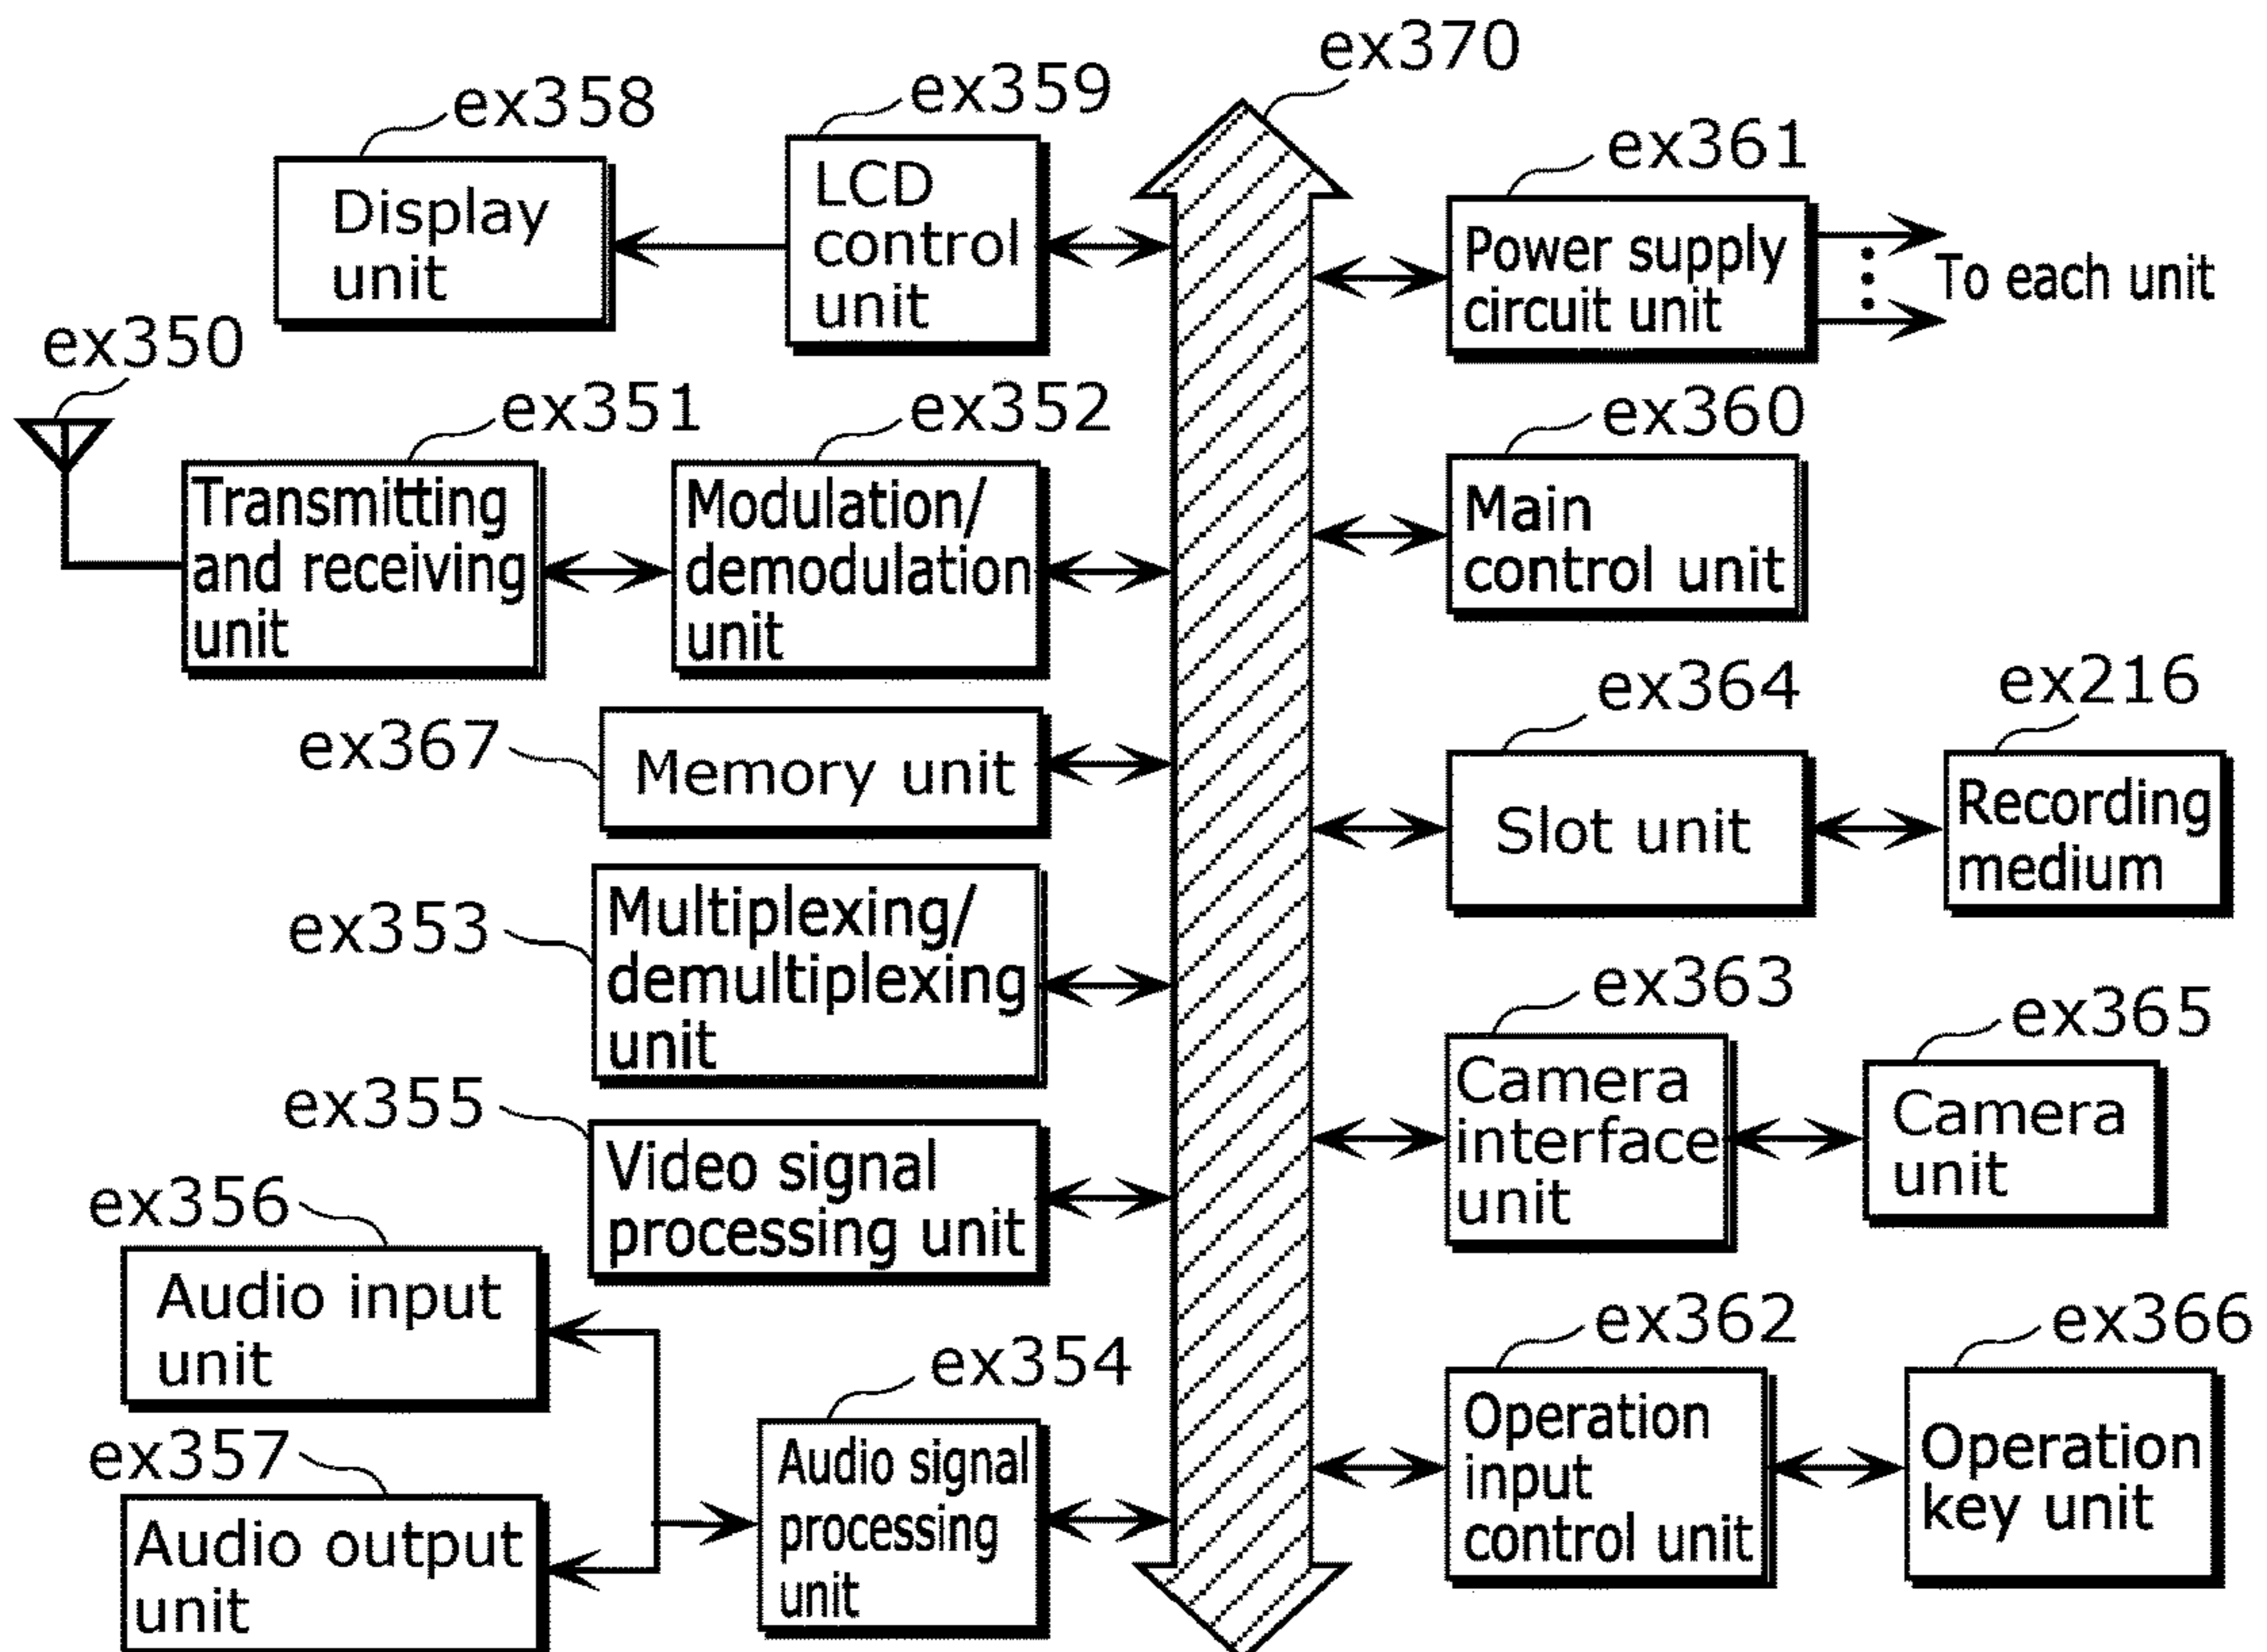 ex370
ex358
ex359
ex361
Display
unit
LCD
control
unit
Power supply
circuit unit
To each unit
ex350
ex351
ex352
ex360
Transmitting
and receiving
unit
Modulation/
demodulation
unit
Main
control unit
ex367
Memory unit
ex364
ex216
Slot unit
Recording
medium
ex353
Multiplexing/
demultiplexing
unit
ex363
ex365
Camera
interface
unit
Camera
unit
ex355
Video signal
processing unit
ex356
Audio input
unit
ex357
Audio output
unit
ex354
Audio signal
processing
unit
ex362
ex366
Operation
input
control unit
Operation
key unit